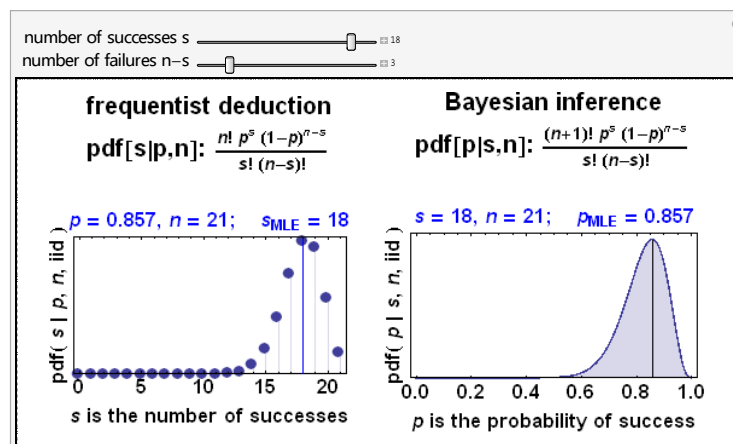 number of successes s 18
number of failures n−s 3
frequentist deduction
pdf[s|p,n]: n! p^s (1−p)^{n−s} / s! (n−s)!
p = 0.857, n = 21; s_MLE = 18
pdf( s | p, n, iid )
0 5 10 15 20
s is the number of successes
Bayesian inference
pdf[p|s,n]: (n+1)! p^s (1−p)^{n−s} / s! (n−s)!
s = 18, n = 21; p_MLE = 0.857
pdf( p | s, n, iid )
0.0 0.2 0.4 0.6 0.8 1.0
p is the probability of success